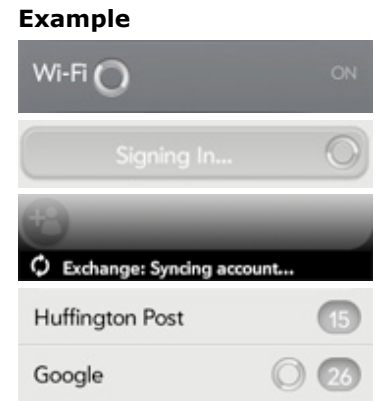 Example
Wi-Fi ON
Signing In...
Exchange: Syncing account...
Huffington Post 15
Google 26